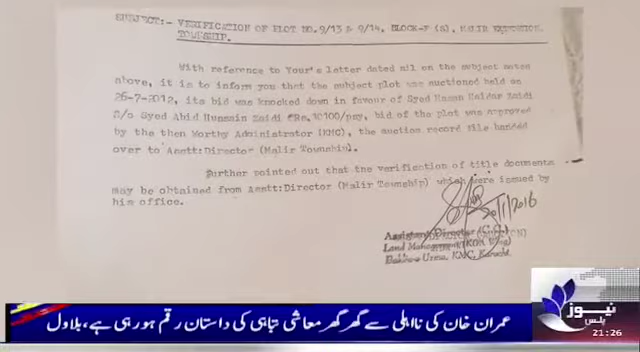 SUBJECT:- VERIFICATION OF PLOT NO.9/13 & 9/14, BLOCK-F (S), MALIR EXTENTION
TOWNSHIP.
With reference to Your's letter dated nil on the subject noted
above, it is to inform you that the subject plot was auctioned held on
26-7-2012, its bid was knocked down in favour of Syed Hasan Haidar Zaidi
S/o Syed Abid Hussain Zaidi @Rs.10100/psy, bid of the plot was approved
by the then Worthy Administrator (KMC), the auction record file handed
over to Asstt:Director (Malir Township).
Further pointed out that the verification of title documents
may be obtained from Asstt:Director (Malir Township) which were issued by
his office.
20/1/2016
Assistant Director
Land Management
KMC, Karachi
نیوز
پلس
21:26
عمران خان کی نااہلی سے گھر گھر معاشی تباہی کی داستان رقم ہو رہی ہے، بلاول